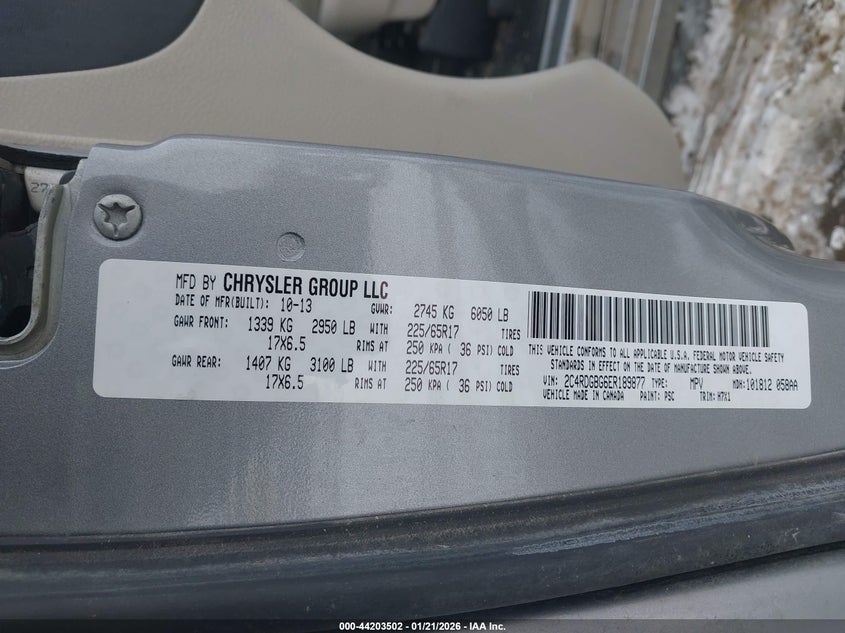 MFD BY CHRYSLER GROUP LLC
DATE OF MFR(BUILT): 10-13 GVWR: 2745 KG 6050 LB
GAWR FRONT: 1339 KG 2950 LB WITH 225/65R17 TIRES
17X6.5 RIMS AT 250 KPA ( 36 PSI) COLD
GAWR REAR: 1407 KG 3100 LB WITH 225/65R17 TIRES
17X6.5 RIMS AT 250 KPA ( 36 PSI) COLD
THIS VEHICLE CONFORMS TO ALL APPLICABLE U.S.A. FEDERAL MOTOR VEHICLE SAFETY
STANDARDS IN EFFECT ON THE DATE OF MANUFACTURE SHOWN ABOVE.
VIN: 2C4RDGBG6ER189877 TYPE: MPV MDH: 101812 058AA
VEHICLE MADE IN CANADA PAINT: PSC TRIM: H7X1
000-44203502 - 01/21/2026 - IAA Inc.